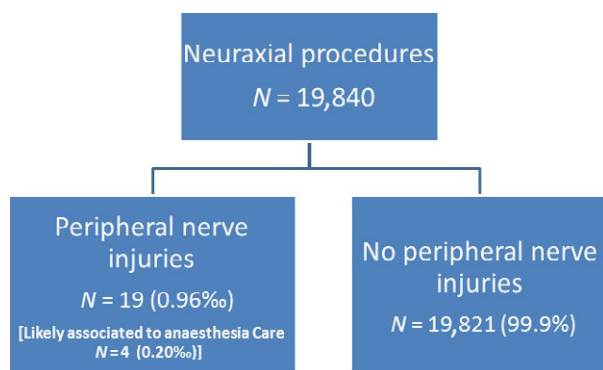 Neuraxial procedures
N = 19,840
Peripheral nerve
injuries
N = 19 (0.96‰)
[Likely associated to anaesthesia Care
N = 4 (0.20‰)]
No peripheral nerve
injuries
N = 19,821 (99.9%)